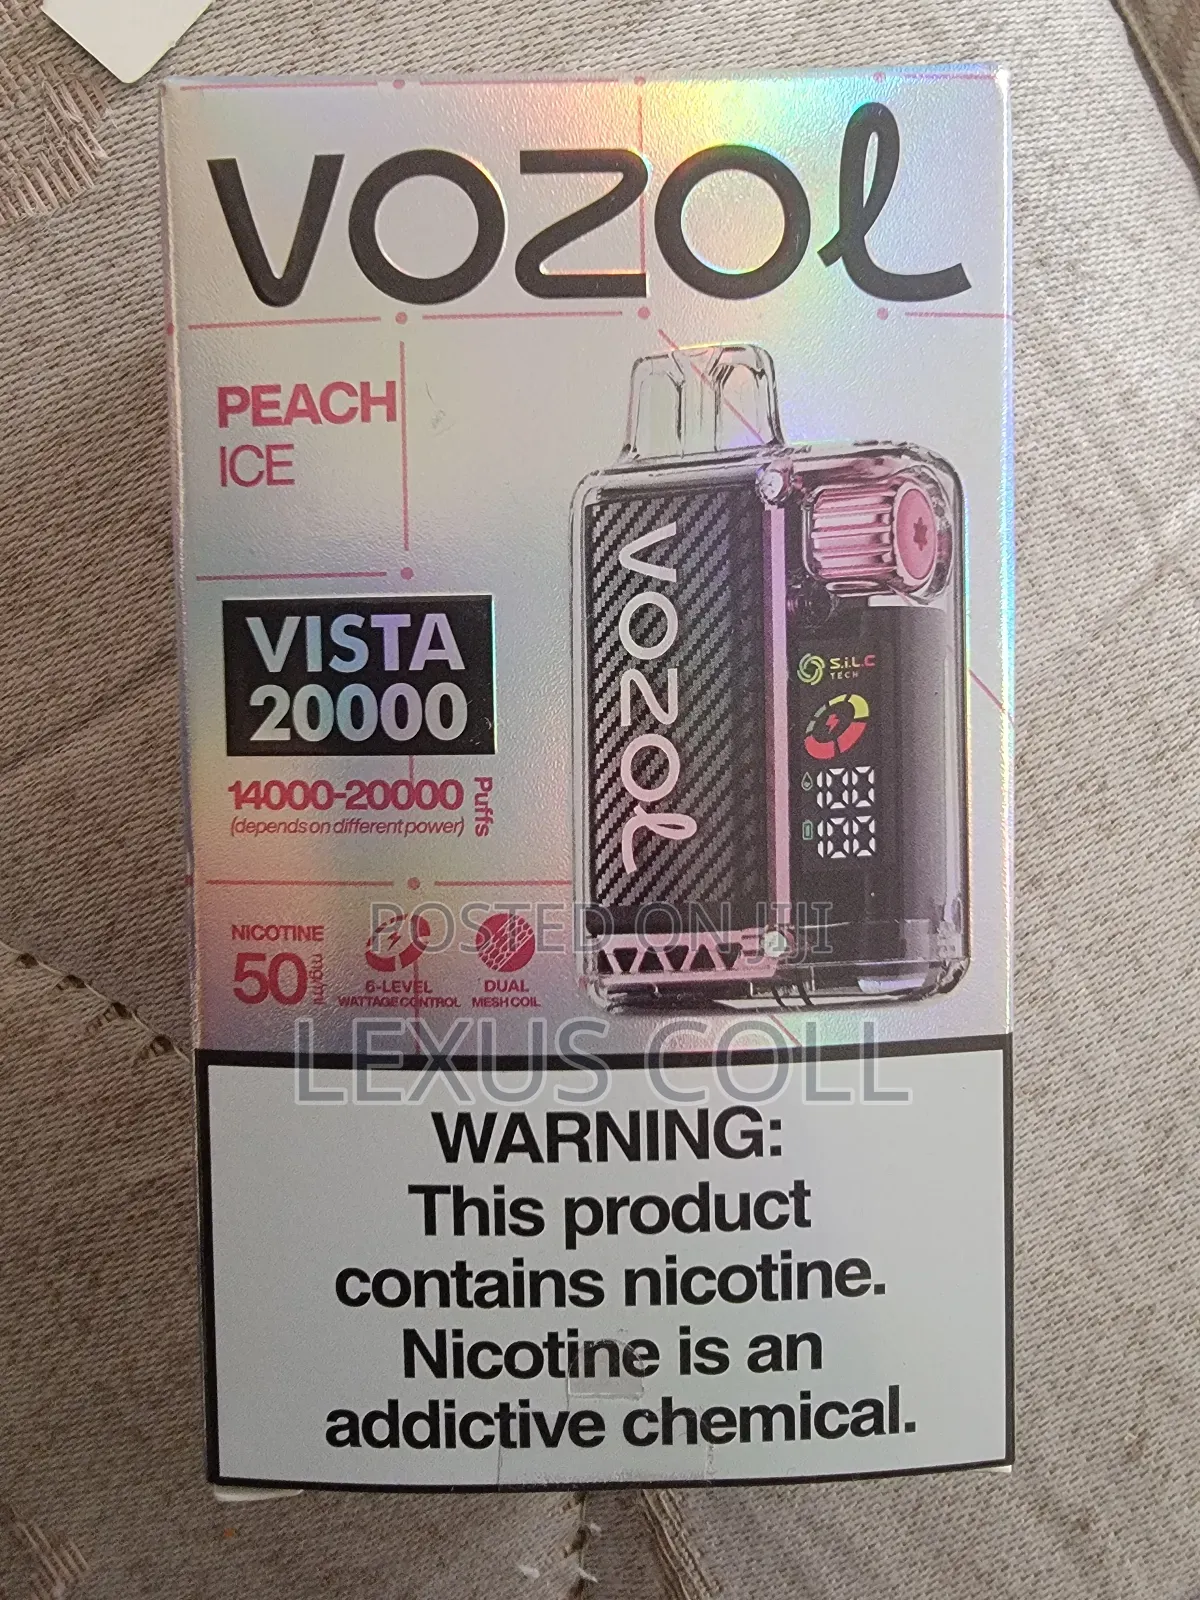 VOZOL
PEACH
ICE
VISTA
20000
14000-20000 Puffs
(depends on different power)
VOZOL
S.i.L.C
TECH
100
100
NICOTINE
50 mg/ml
6-LEVEL
WATTAGE CONTROL
DUAL
MESH COIL
POSTED ON JIJI
LEXUS COLL
WARNING:
This product
contains nicotine.
Nicotine is an
addictive chemical.